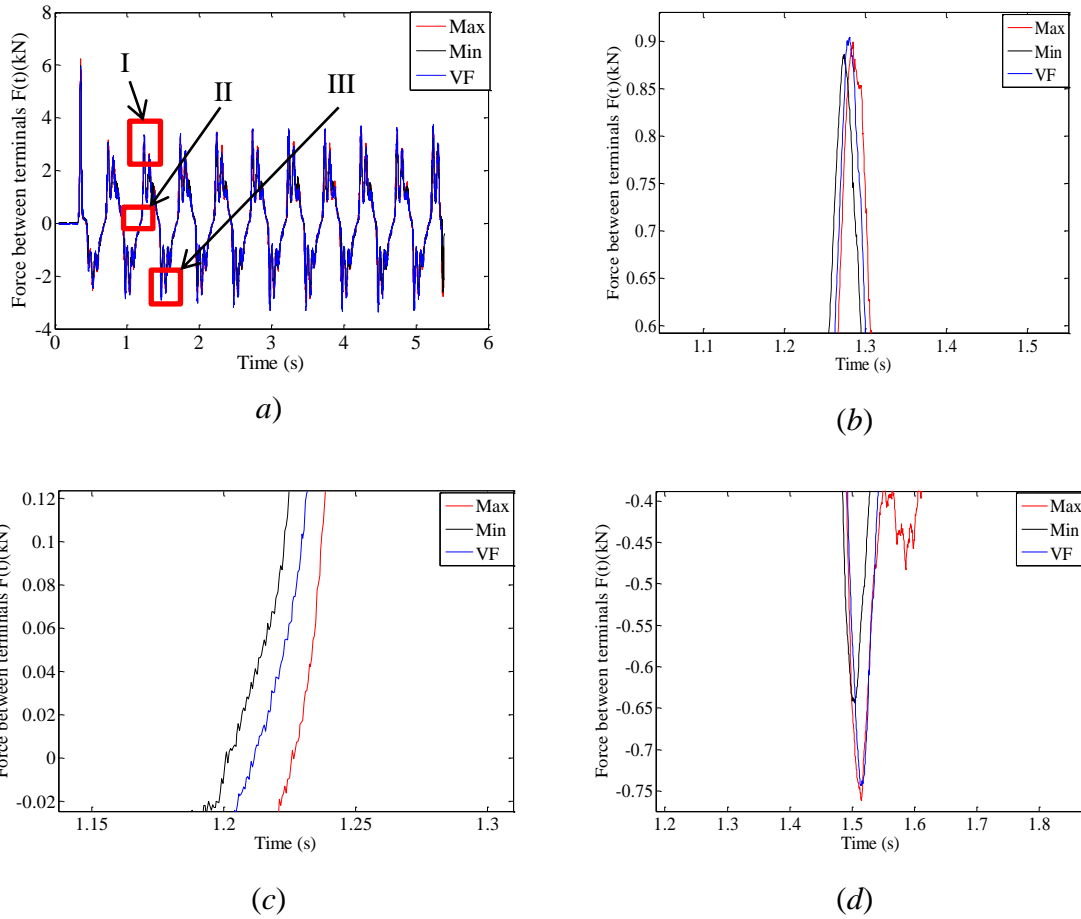 8
6
4
2
0
-2
-4
0 1 2 3 4 5 6
Force between terminals F(t)(kN)
Time (s)
Max
Min
VF
I
II
III
a)
0.9
0.85
0.8
0.75
0.7
0.65
0.6
1.1 1.2 1.3 1.4 1.5
Force between terminals F(t)(kN)
Time (s)
Max
Min
VF
(b)
0.12
0.1
0.08
0.06
0.04
0.02
0
-0.02
1.15 1.2 1.25 1.3
Force between terminals F(t)(kN)
Time (s)
Max
Min
VF
(c)
-0.4
-0.45
-0.5
-0.55
-0.6
-0.65
-0.7
-0.75
1.2 1.3 1.4 1.5 1.6 1.7 1.8
Force between terminals F(t)(kN)
Time (s)
Max
Min
VF
(d)